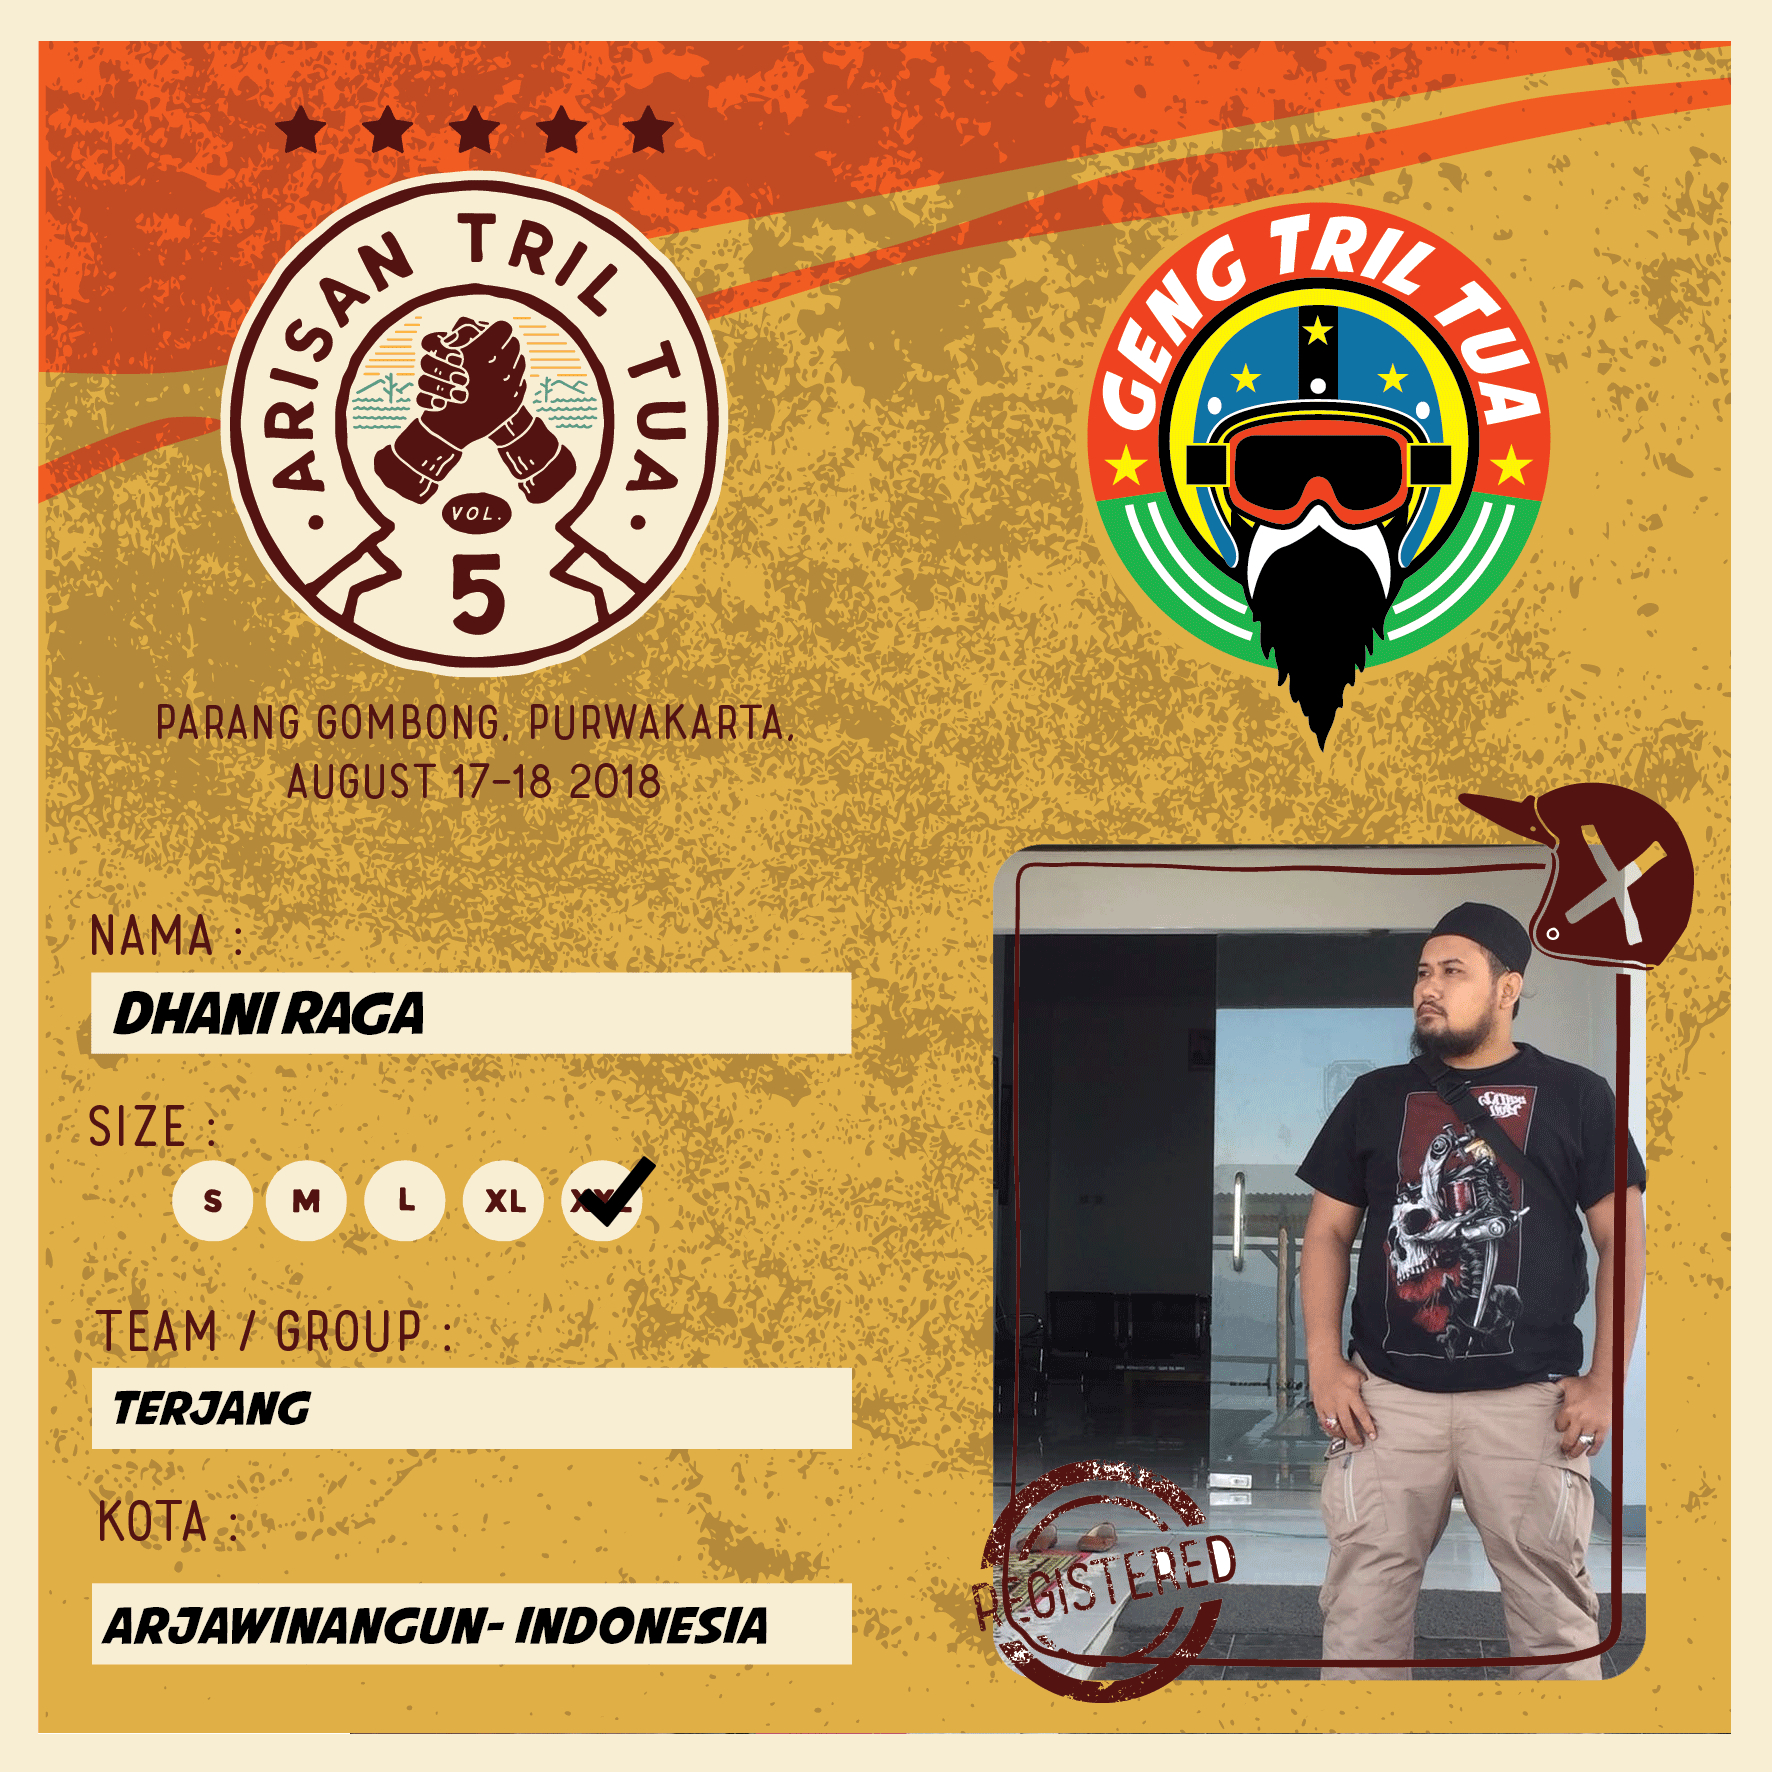 ARISAN TRIL TUA
VOL.
5
GENG TRIL TUA
PARANG GOMBONG, PURWAKARTA,
AUGUST 17-18 2018
NAMA :
DHANI RAGA
SIZE :
S M L XL XXL
TEAM / GROUP :
TERJANG
KOTA :
ARJAWINANGUN- INDONESIA
REGISTERED